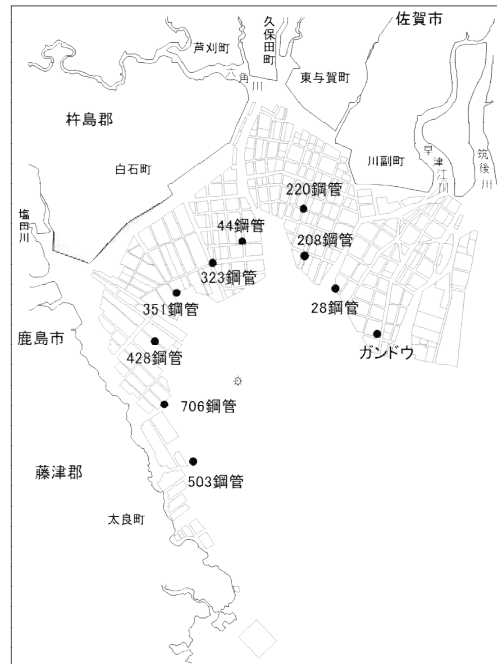 佐賀市
久保田町
芦刈町
六角川
東与賀町
杵島郡
川副町
早津江川
筑後川
白石町
220鋼管
塩田川
44鋼管
208鋼管
323鋼管
351鋼管
28鋼管
鹿島市
ガンドウ
428鋼管
706鋼管
藤津郡
503鋼管
太良町